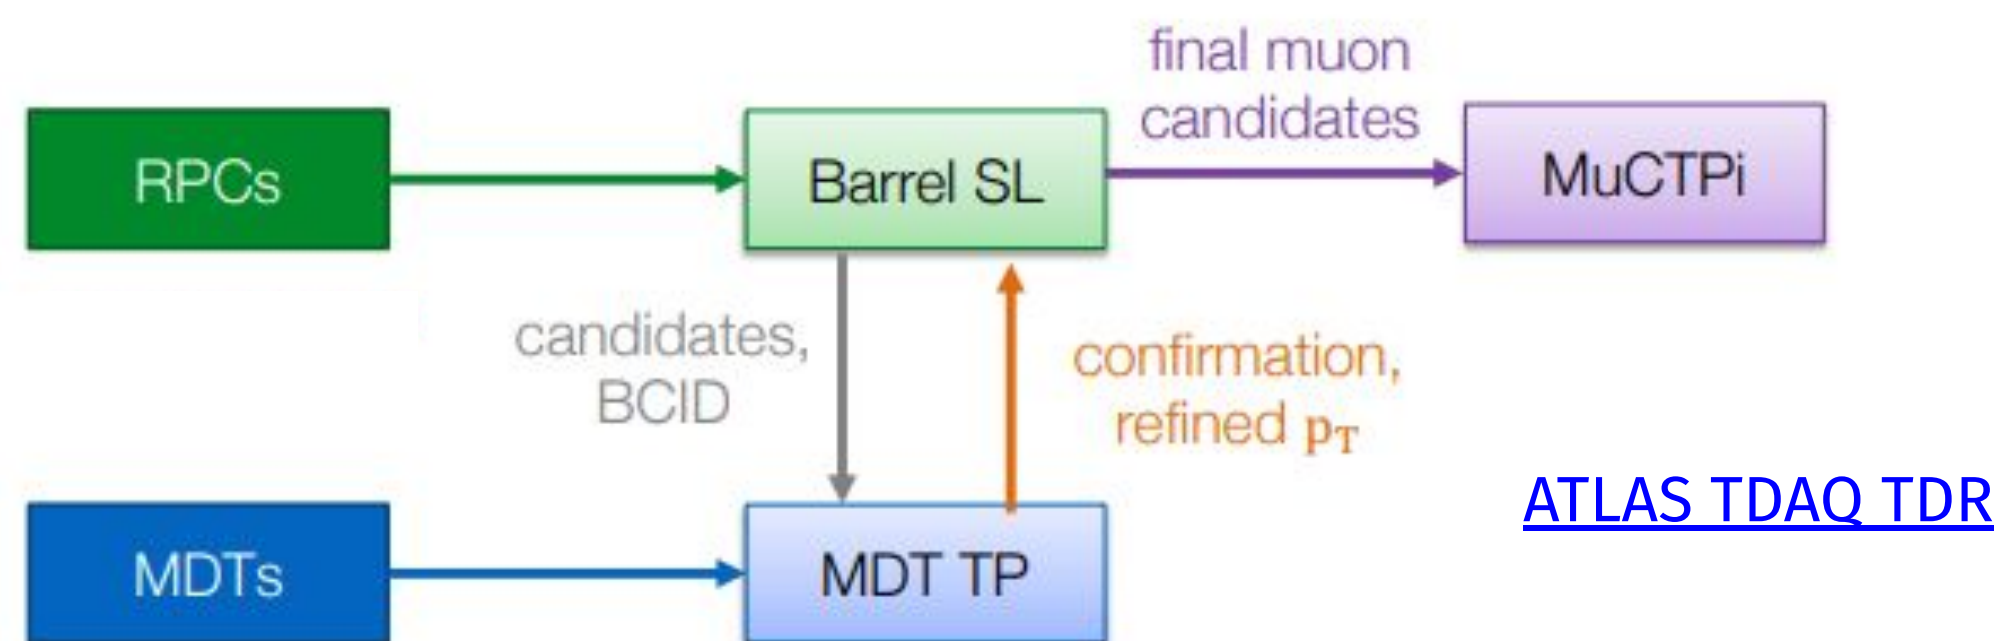 final muon
candidates
RPCs
Barrel SL
MuCTPi
candidates,
BCID
confirmation,
refined pT
ATLAS TDAQ TDR
MDTs
MDT TP